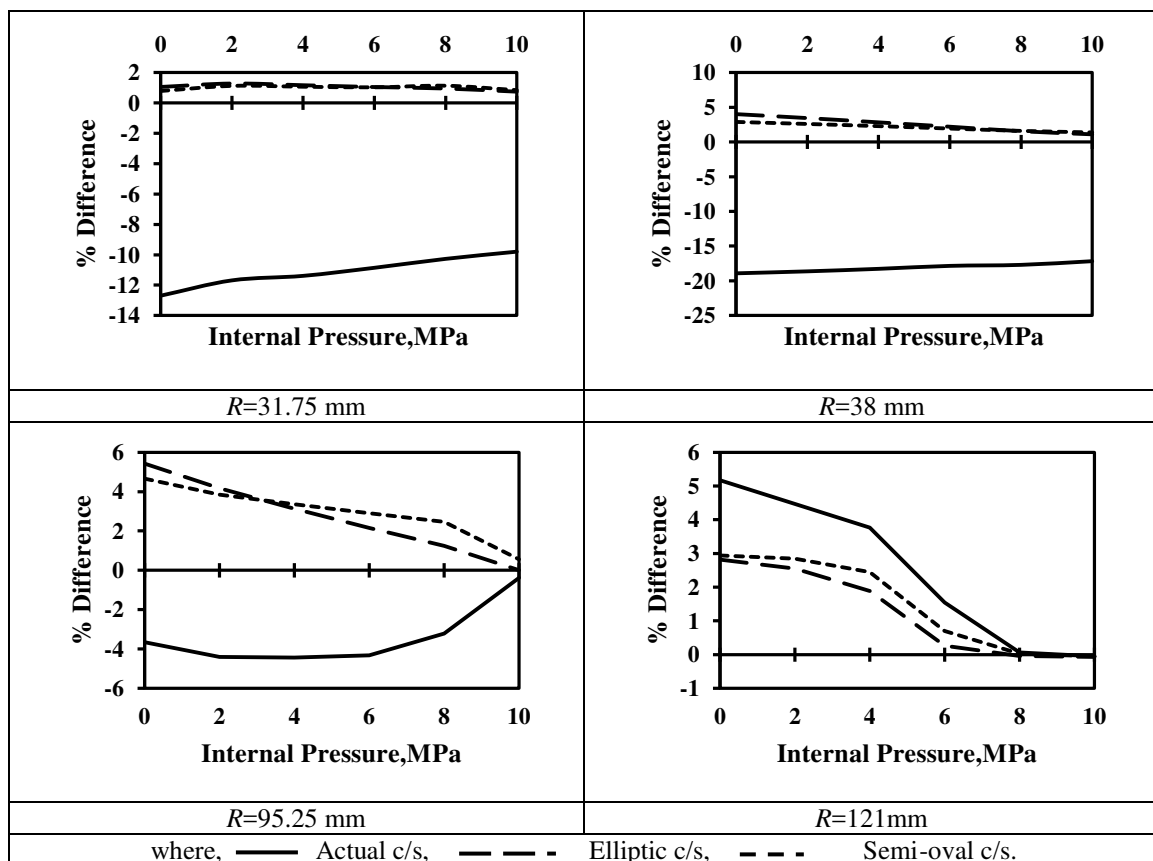 0 2 4 6 8 10
2
0
-2
-4
-6
-8
-10
-12
-14
% Difference
Internal Pressure,MPa
R=31.75 mm
0 2 4 6 8 10
10
5
0
-5
-10
-15
-20
-25
% Difference
Internal Pressure,MPa
R=38 mm
6
4
2
0
-2
-4
-6
% Difference
0 2 4 6 8 10
Internal Pressure,MPa
R=95.25 mm
6
5
4
3
2
1
0
-1
% Difference
0 2 4 6 8 10
Internal Pressure,MPa
R=121mm
where, Actual c/s, Elliptic c/s, Semi-oval c/s.